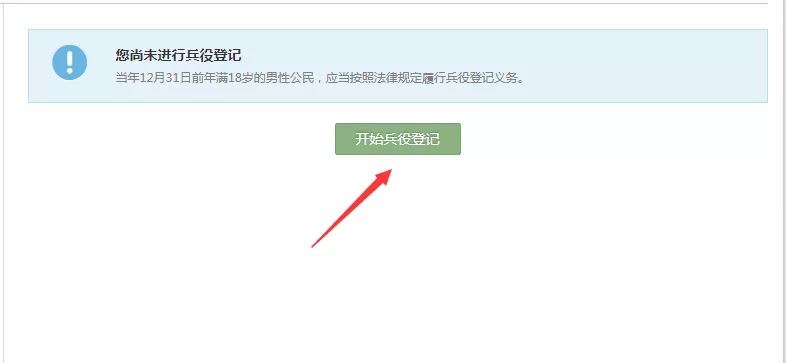 您尚未进行兵役登记
当年12月31日前年满18岁的男性公民，应当按照法律规定履行兵役登记义务。
开始兵役登记